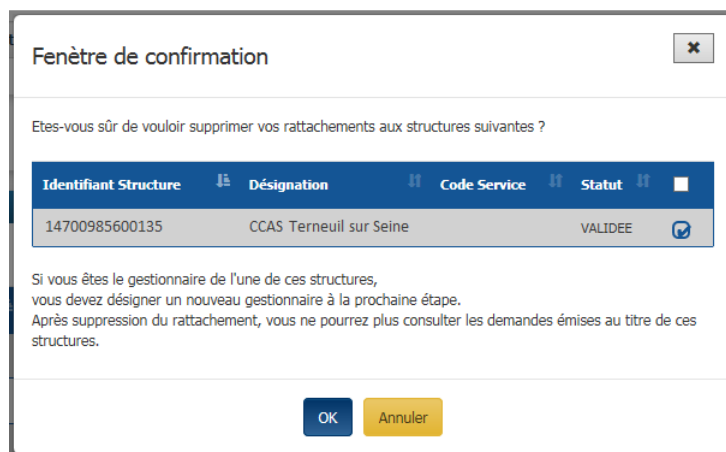 Fenètre de confirmation
Etes-vous sûr de vouloir supprimer vos rattachements aux structures suivantes ?
Identifiant Structure Désignation Code Service Statut
14700985600135 CCAS Terneuil sur Seine VALIDEE
Si vous êtes le gestionnaire de l'une de ces structures,
vous devez désigner un nouveau gestionnaire à la prochaine étape.
Après suppression du rattachement, vous ne pourrez plus consulter les demandes émises au titre de ces
structures.
OK Annuler